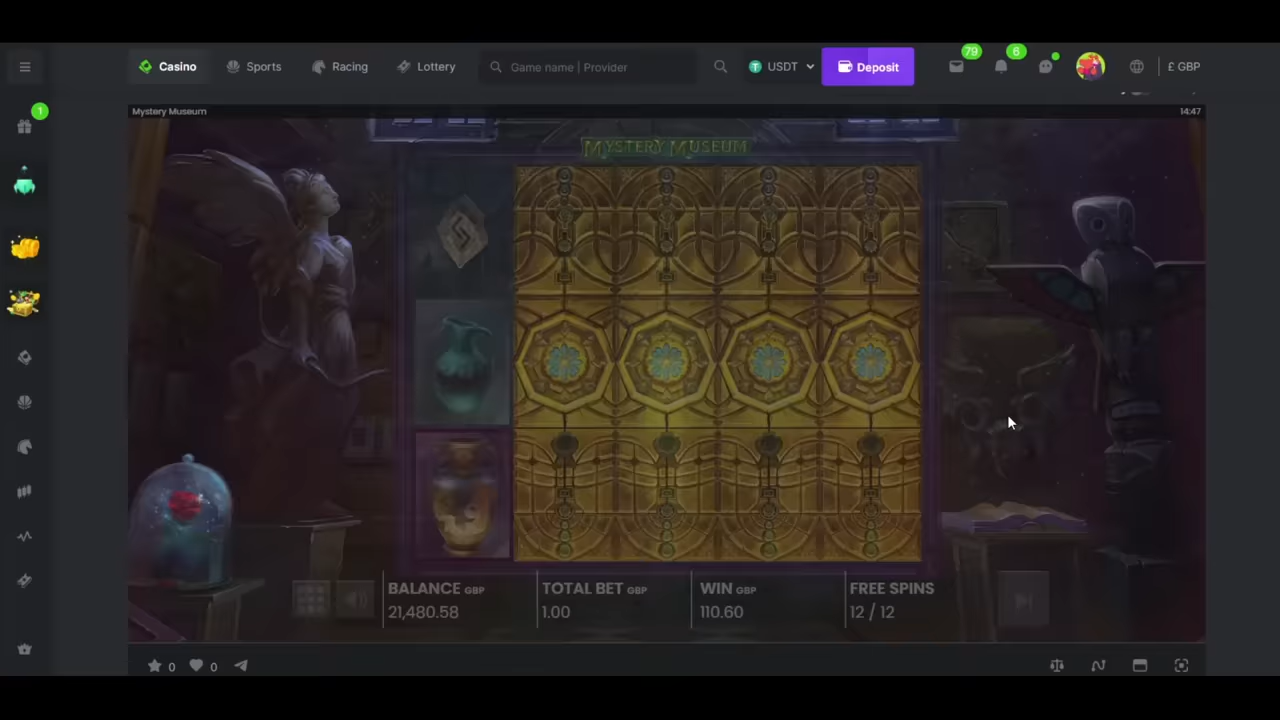 79
6
Casino
Sports
Racing
Lottery
Game name | Provider
USDT
Deposit
£ GBP
1
Mystery Museum
14:47
MYSTERY MUSEUM
BALANCE GBP
21,480.58
TOTAL BET GBP
1.00
WIN GBP
110.60
FREE SPINS
12 / 12
0
0